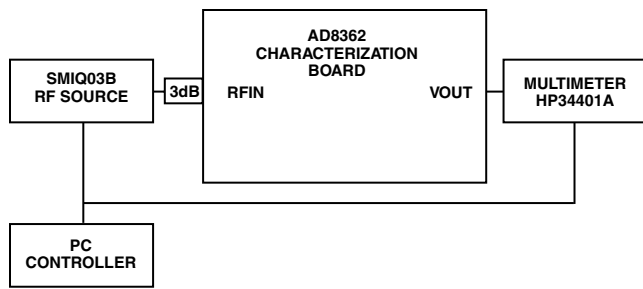 AD8362
CHARACTERIZATION
BOARD
SMIQ03B
RF SOURCE
3dB
RFIN
VOUT
MULTIMETER
HP34401A
PC
CONTROLLER